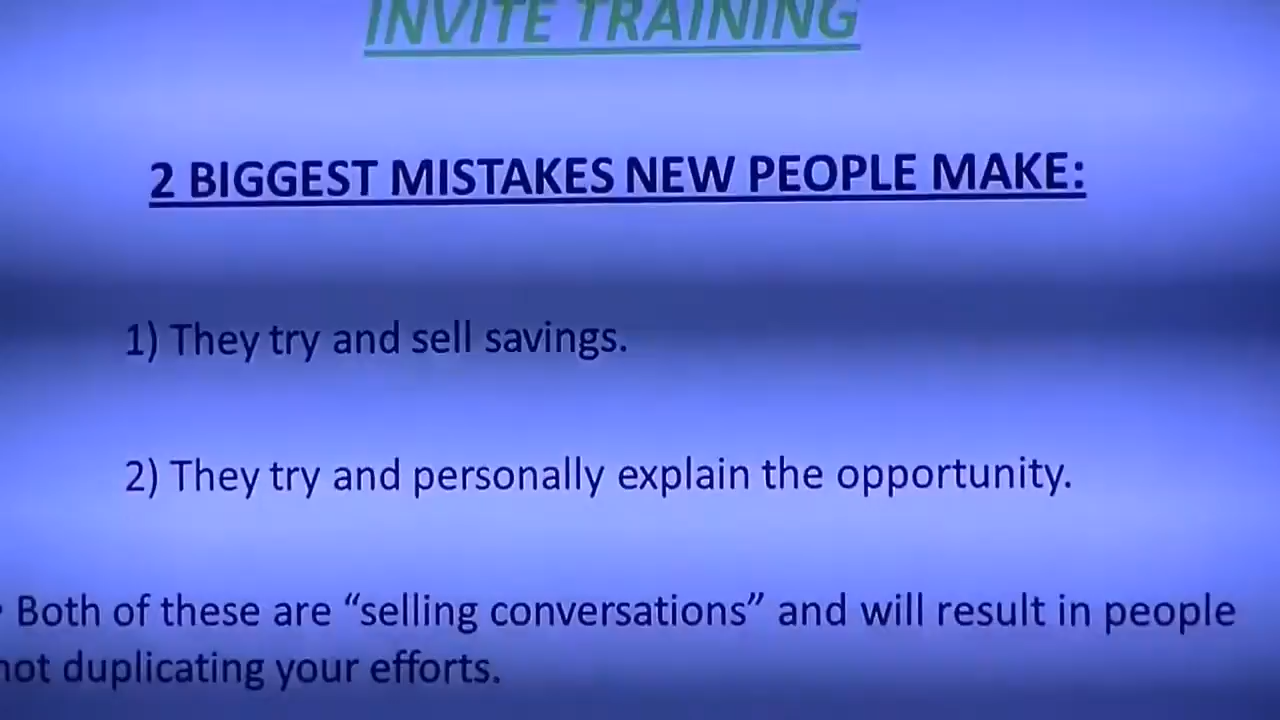 INVITE TRAINING
2 BIGGEST MISTAKES NEW PEOPLE MAKE:
1) They try and sell savings.
2) They try and personally explain the opportunity.
• Both of these are “selling conversations” and will result in people
not duplicating your efforts.